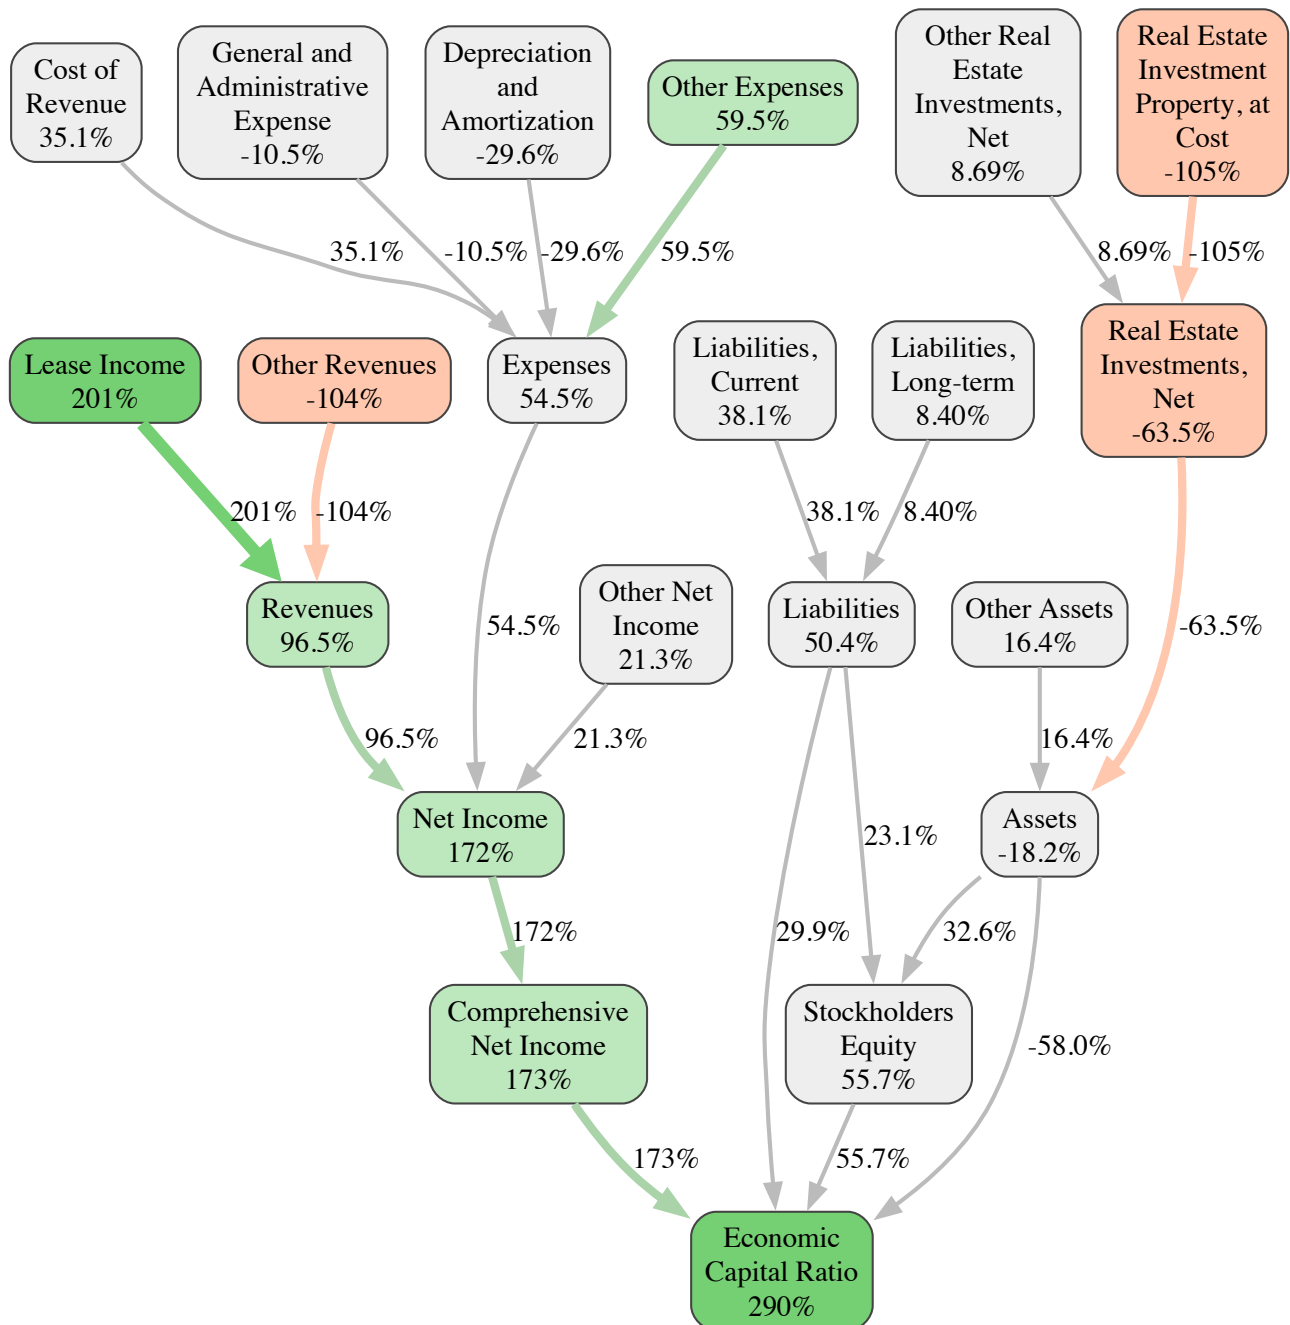 Cost of
Revenue
35.1%
General and
Administrative
Expense
-10.5%
Depreciation
and
Amortization
-29.6%
Other Expenses
59.5%
Other Real
Estate
Investments,
Net
8.69%
Real Estate
Investment
Property, at
Cost
-105%
35.1%
-10.5%
-29.6%
59.5%
8.69%
-105%
Lease Income
201%
Other Revenues
-104%
Expenses
54.5%
Liabilities,
Current
38.1%
Liabilities,
Long-term
8.40%
Real Estate
Investments,
Net
-63.5%
201%
-104%
38.1%
8.40%
Revenues
96.5%
54.5%
Other Net
Income
21.3%
Liabilities
50.4%
Other Assets
16.4%
-63.5%
96.5%
21.3%
16.4%
Net Income
172%
23.1%
Assets
-18.2%
172%
29.9%
32.6%
Comprehensive
Net Income
173%
Stockholders
Equity
55.7%
-58.0%
173%
55.7%
Economic
Capital Ratio
290%